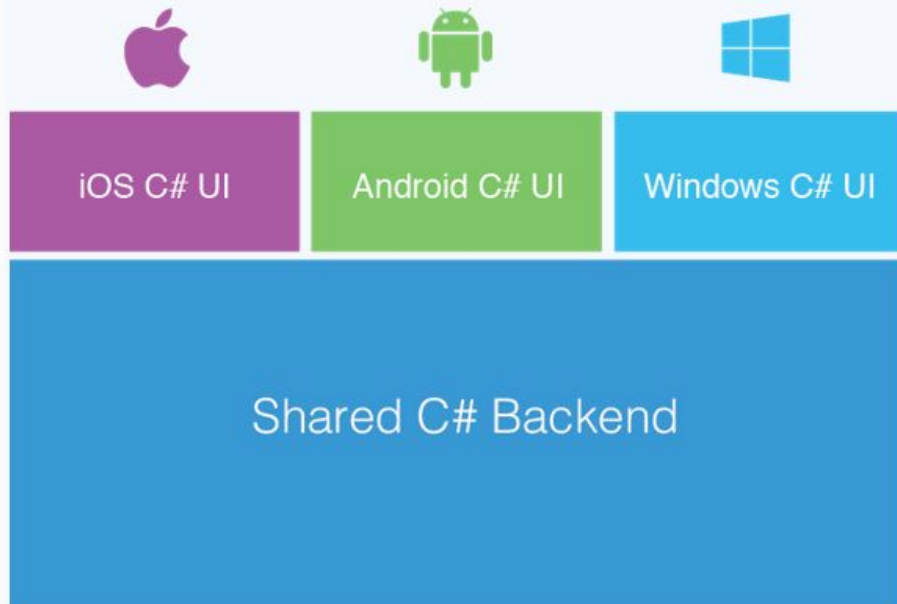 iOS C# UI
Android C# UI
Windows C# UI
Shared C# Backend